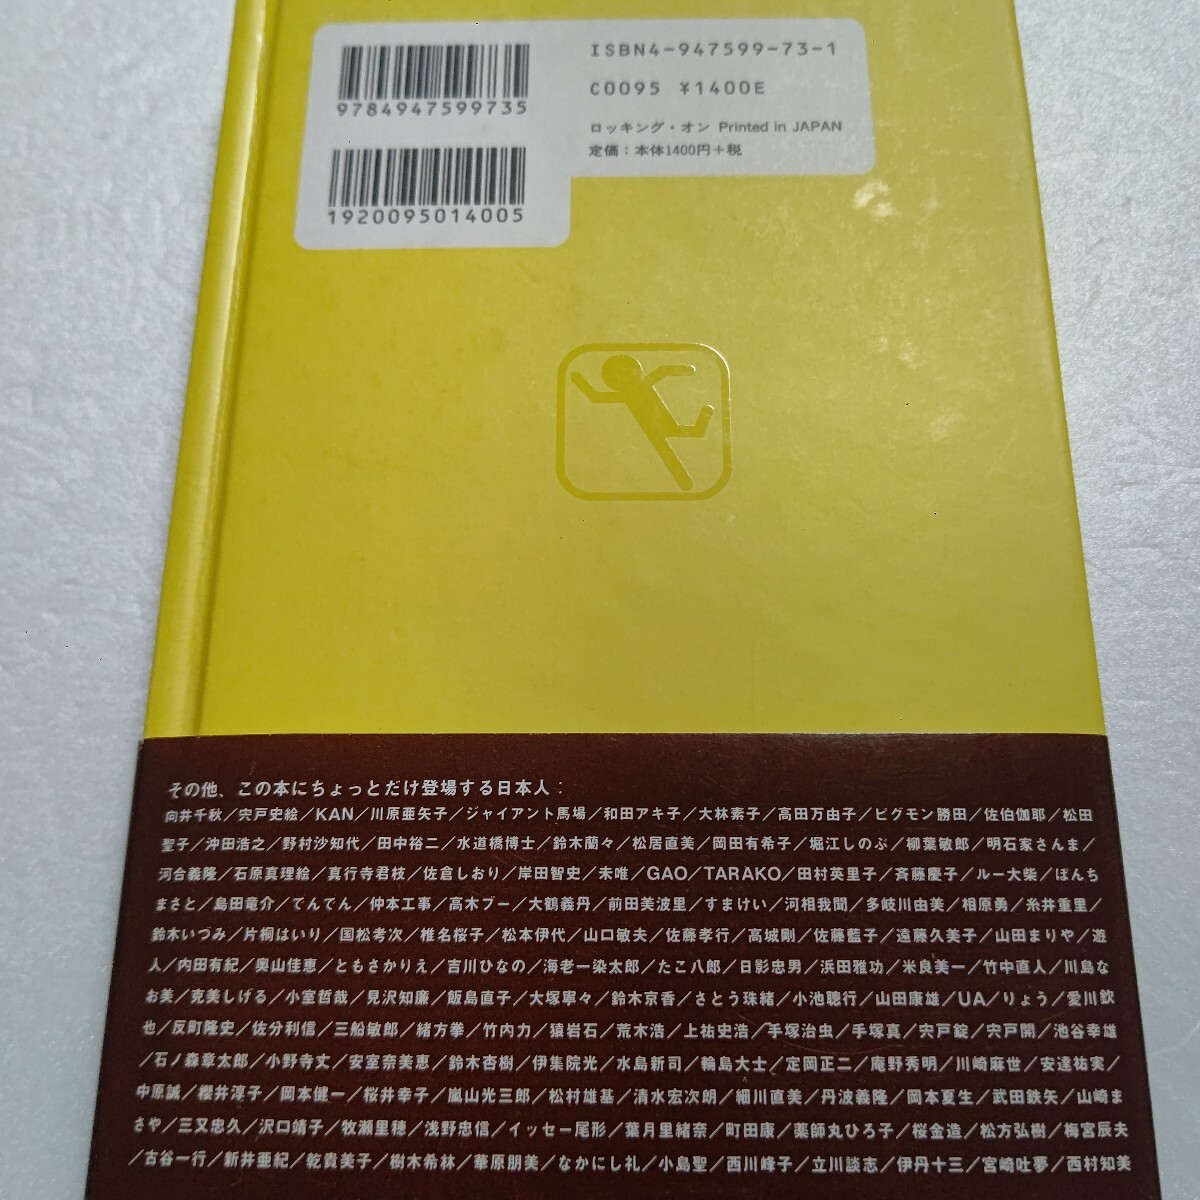 ISBN4-947599-73-1
C0095 ¥1400E
9784947599735
ロッキング・オン Printed in JAPAN
定価：本体1400円＋税
1920095014005
その他、この本にちょっとだけ登場する日本人：
向井千秋／宍戸史絵／KAN／川原亜矢子／ジャイアント馬場／和田アキ子／大林素子／高田万由子／ピグモン勝田／佐伯伽耶／松田
聖子／沖田浩之／野村沙知代／田中裕二／水道橋博士／鈴木蘭々／松居直美／岡田有希子／堀江しのぶ／柳葉敏郎／明石家さんま／
河合義隆／石原真理絵／真行寺君枝／佐倉しおり／岸田智史／未唯／GAO／TARAKO／田村英里子／斉藤慶子／ルー大柴／ぼんち
まさと／島田竜介／でんでん／仲本工事／高木ブー／大鶴義丹／前田美波里／すまけい／河相我聞／多岐川由美／相原勇／糸井重里／
鈴木いづみ／片桐はいり／国松孝次／椎名桜子／松本伊代／山口敏夫／佐藤孝行／高城剛／佐藤藍子／遠藤久美子／山田まりや／遊
人／内田有紀／奥山佳恵／ともさかりえ／吉川ひなの／海老一染太郎／たこ八郎／日影忠男／浜田雅功／米良美一／竹中直人／川島な
お美／克美しげる／小室哲哉／見沢知廉／飯島直子／大塚寧々／鈴木京香／さとう珠緒／小池聰行／山田康雄／UA／りょう／愛川欽
也／反町隆史／佐分利信／三船敏郎／緒方拳／竹内力／猿岩石／荒木浩／上祐史浩／手塚治虫／手塚真／宍戸錠／宍戸開／池谷幸雄
／石ノ森章太郎／小野寺丈／安室奈美恵／鈴木杏樹／伊集院光／水島新司／輪島大士／定岡正二／庵野秀明／川崎麻世／安達祐実／
中原誠／櫻井淳子／岡本健一／桜井幸子／嵐山光三郎／松村雄基／清水宏次朗／細川直美／丹波義隆／岡本夏生／武田鉄矢／山崎ま
さや／三又忠久／沢口靖子／牧瀬里穂／浅野忠信／イッセー尾形／葉月里緒奈／町田康／薬師丸ひろ子／桜金造／松方弘樹／梅宮辰夫
／古谷一行／新井亜紀／乾貴美子／樹木希林／華原朋美／なかにし礼／小島聖／西川峰子／立川談志／伊丹十三／宮崎吐夢／西村知美